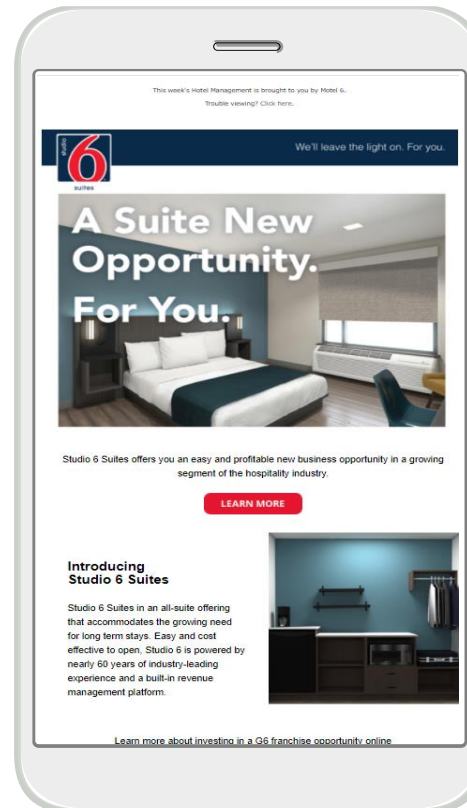 This week's Hotel Management is brought to you by Motel 6.
Trouble viewing? Click here.
studio
6
suites
We'll leave the light on. For you.
A Suite New
Opportunity.
For You.
Studio 6 Suites offers you an easy and profitable new business opportunity in a growing
segment of the hospitality industry.
LEARN MORE
Introducing
Studio 6 Suites
Studio 6 Suites in an all-suite offering
that accommodates the growing need
for long term stays. Easy and cost
effective to open, Studio 6 is powered by
nearly 60 years of industry-leading
experience and a built-in revenue
management platform.
Learn more about investing in a G6 franchise opportunity online